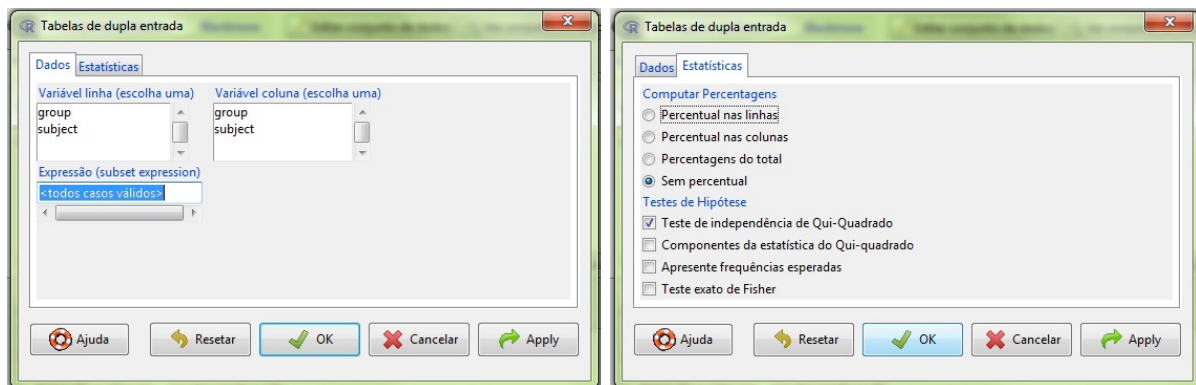 Tabelas de dupla entrada
Dados Estatísticas
Variável linha (escolha uma) Variável coluna (escolha uma)
group group
subject subject
Expressão (subset expression)
<todos casos válidos>
Ajuda Resetar OK Cancelar Apply
Tabelas de dupla entrada
Dados Estatísticas
Computar Percentagens
Percentual nas linhas
Percentual nas colunas
Percentagens do total
Sem percentual
Testes de Hipótese
Teste de independência de Qui-Quadrado
Componentes da estatística do Qui-quadrado
Apresente frequências esperadas
Teste exato de Fisher
Ajuda Resetar OK Cancelar Apply